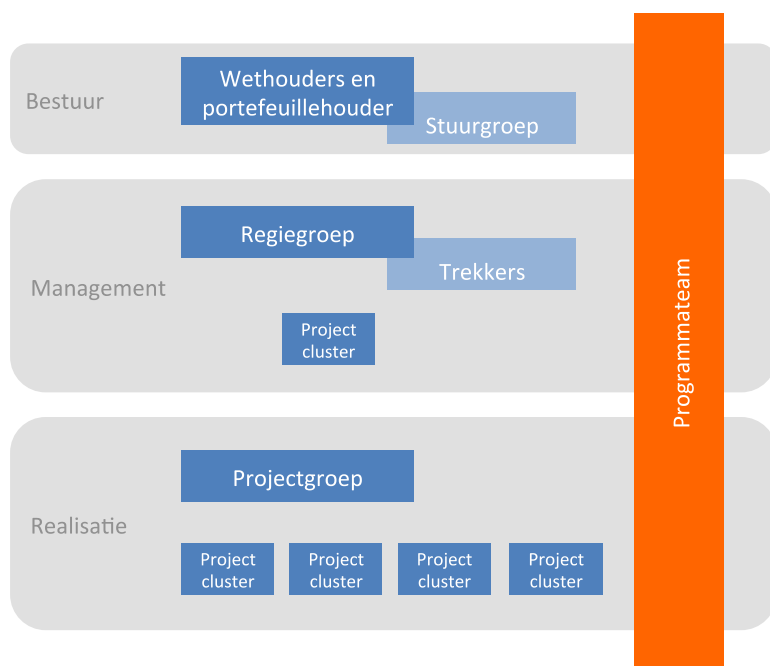 Bestuur
Wethouders en
portefeuillehouder
Stuurgroep
Management
Regiegroep
Trekkers
Project
cluster
Programmateam
Realisatie
Projectgroep
Project
cluster
Project
cluster
Project
cluster
Project
cluster